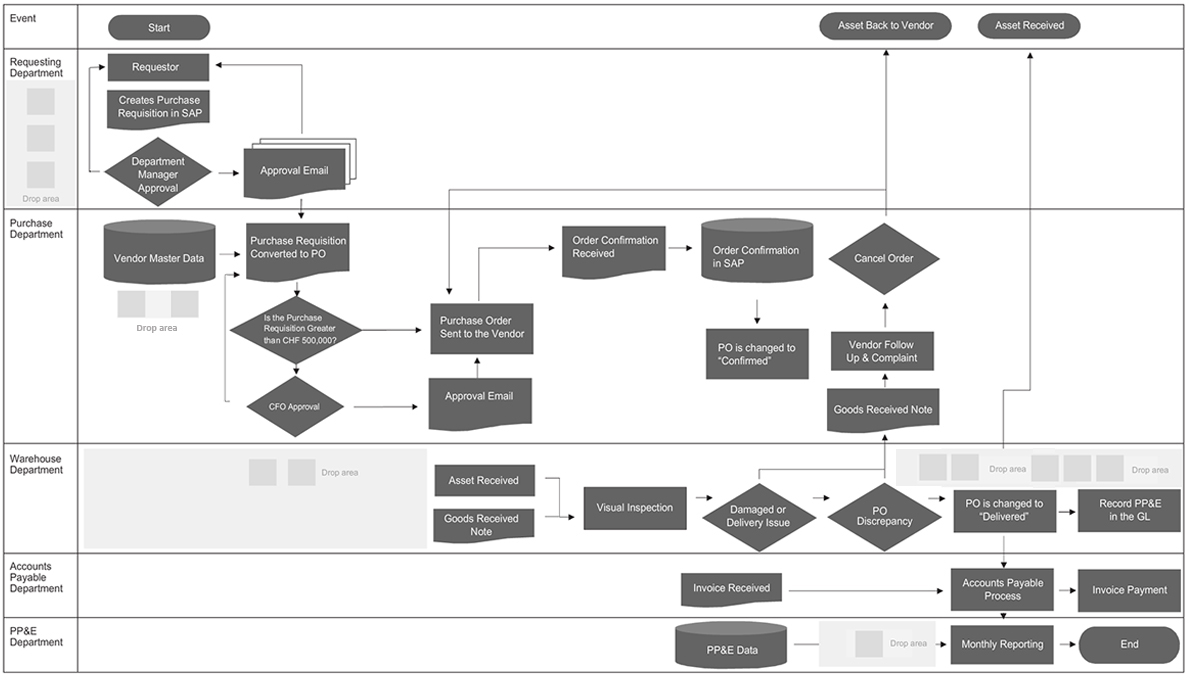 Event
Start
Asset Back to Vendor
Asset Received
Requesting
Department
Requestor
Creates Purchase
Requisition in SAP
Department
Manager
Approval
Approval Email
Drop area
Purchase
Department
Vendor Master Data
Drop area
Purchase Requisition
Converted to PO
Is the Purchase
Requisition Greater
than CHF 500,000?
CFO Approval
Purchase Order
Sent to the Vendor
Approval Email
Order Confirmation
Received
Order Confirmation
in SAP
PO is changed to
“Confirmed”
Cancel Order
Vendor Follow
Up & Complaint
Goods Received Note
Warehouse
Department
Drop area
Asset Received
Goods Received
Note
Visual Inspection
Damaged or
Delivery Issue
PO
Discrepancy
Drop area
Drop area
PO is changed to
“Delivered”
Record PP&E
in the GL
Accounts
Payable
Department
Invoice Received
Accounts Payable
Process
Invoice Payment
PP&E
Department
PP&E Data
Drop area
Monthly Reporting
End